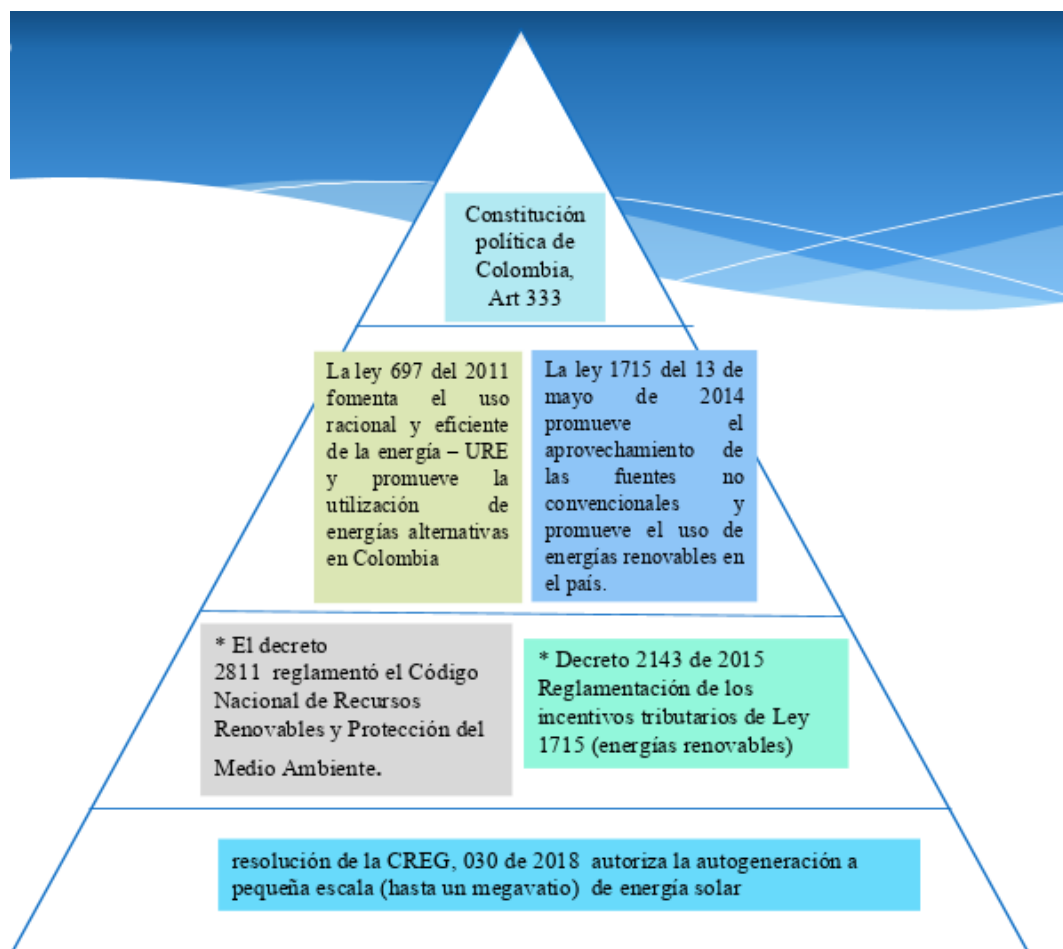 Constitución
política de
Colombia,
Art 333
La ley 697 del 2011
fomenta el uso
racional y eficiente
de la energía – URE
y promueve la
utilización de
energías alternativas
en Colombia
La ley 1715 del 13 de
mayo de 2014
promueve el
aprovechamiento de
las fuentes no
convencionales y
promueve el uso de
energías renovables en
el país.
* El decreto
2811 reglamentó el Código
Nacional de Recursos
Renovables y Protección del
Medio Ambiente.
* Decreto 2143 de 2015
Reglamentación de los
incentivos tributarios de Ley
1715 (energías renovables)
resolución de la CREG, 030 de 2018 autoriza la autogeneración a
pequeña escala (hasta un megavatio) de energía solar